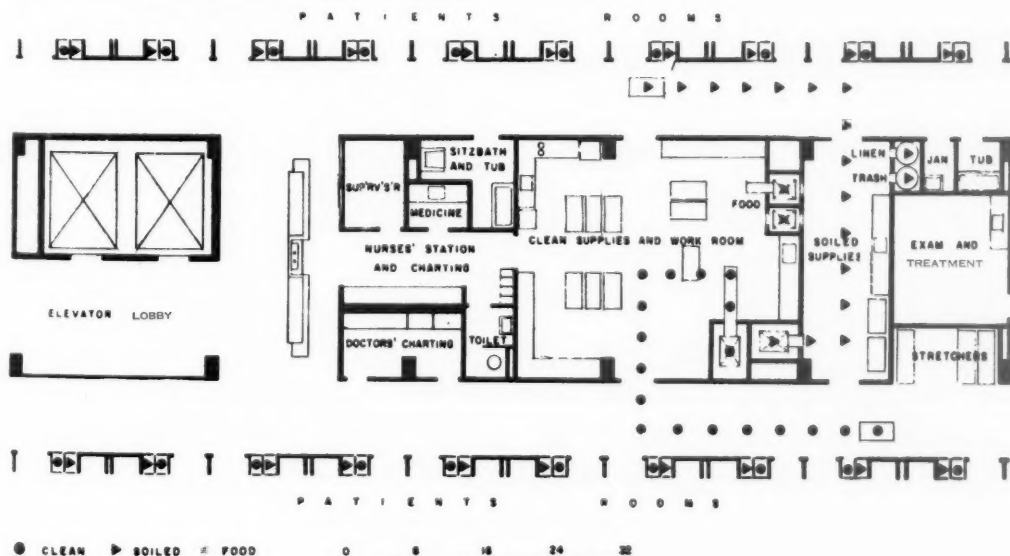 PATIENTS ROOMS
LINEN
JAN
TUB
TRASH
SITZBATH
AND TUB
SUP'RV'S'R
MEDICINE
FOOD
NURSES' STATION
AND CHARTING
CLEAN SUPPLIES AND WORK ROOM
SOILED
SUPPLIES
EXAM AND
TREATMENT
ELEVATOR LOBBY
DOCTORS' CHARTING
TOILET
STRETCHERS
PATIENTS ROOMS
CLEAN SOILED FOOD 0 8 16 24 32